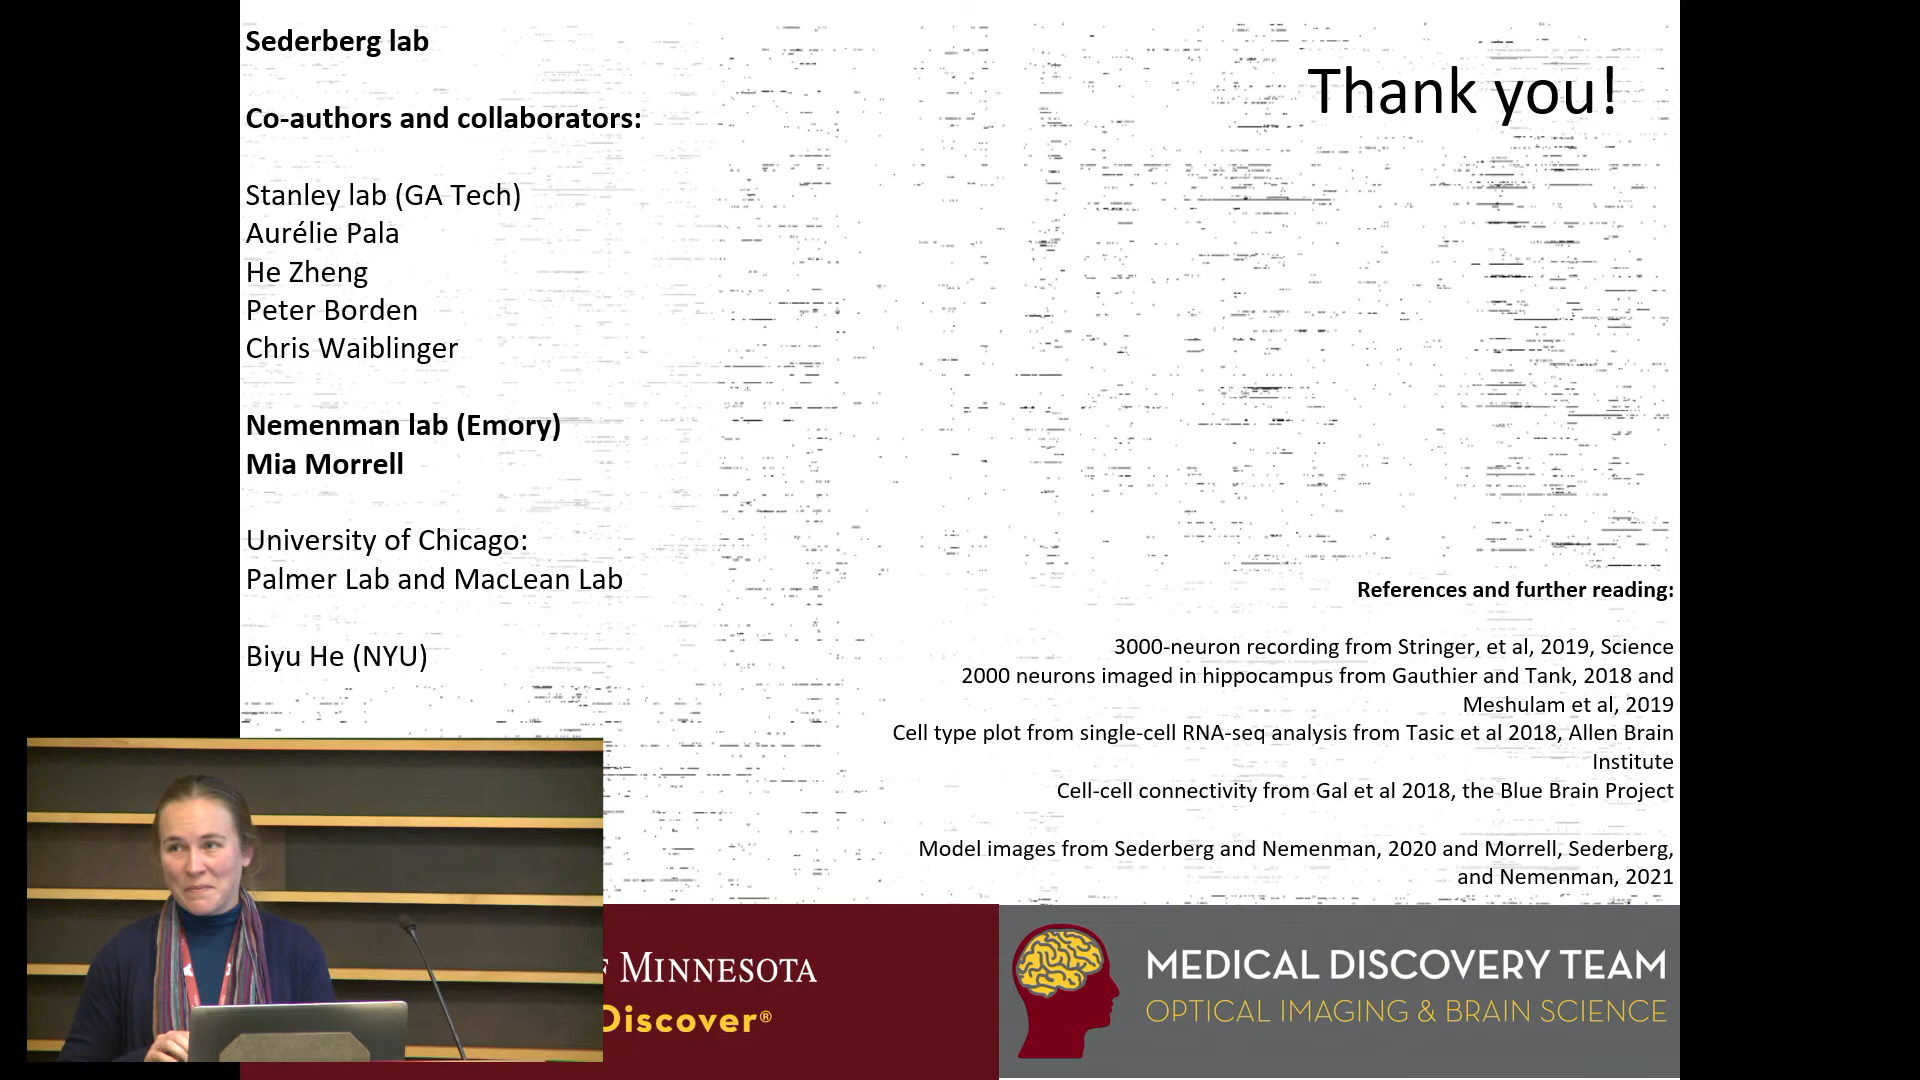 Sederberg lab
Co-authors and collaborators:
Stanley lab (GA Tech)
Aurélie Pala
He Zheng
Peter Borden
Chris Waiblinger
Nemenman lab (Emory)
Mia Morrell
University of Chicago:
Palmer Lab and MacLean Lab
Biyu He (NYU)
Thank you!
References and further reading:
3000-neuron recording from Stringer, et al, 2019, Science
2000 neurons imaged in hippocampus from Gauthier and Tank, 2018 and
Meshulam et al, 2019
Cell type plot from single-cell RNA-seq analysis from Tasic et al 2018, Allen Brain
Institute
Cell-cell connectivity from Gal et al 2018, the Blue Brain Project
Model images from Sederberg and Nemenman, 2020 and Morrell, Sederberg,
and Nemenman, 2021
MINNESOTA
Discover®
MEDICAL DISCOVERY TEAM
OPTICAL IMAGING & BRAIN SCIENCE